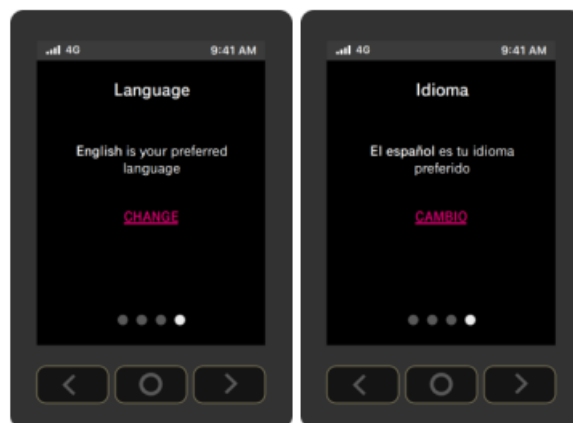 4G 9:41 AM
Language
English is your preferred
language
CHANGE
4G 9:41 AM
Idioma
El español es tu idioma
preferido
CAMBIO